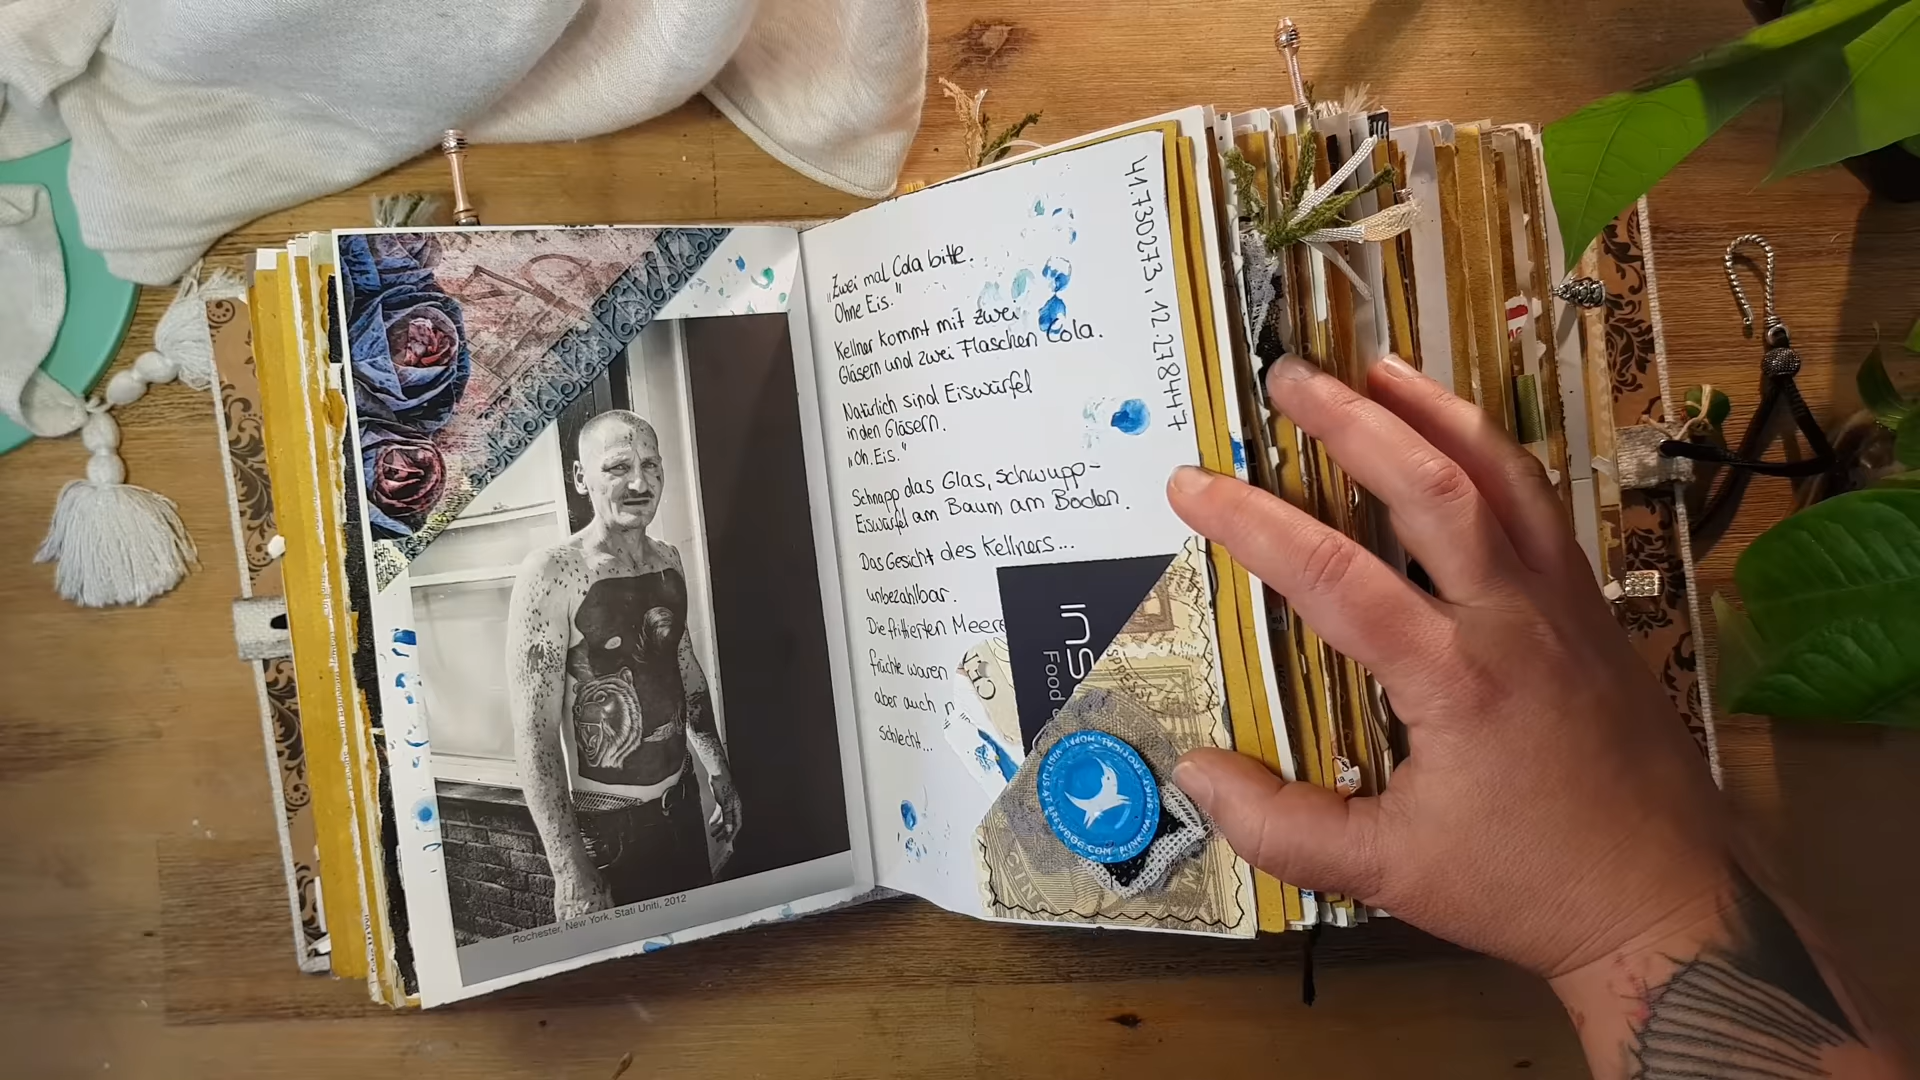 Rochester, New York, Stati Uniti, 2012
„Zwei mal Cola bitte.
Ohne Eis."
Kellner kommt mit zwei
Gläsern und zwei Flaschen Cola.
Natürlich sind Eiswürfel
in den Gläsern.
„Oh. Eis."
Schnapp das Glas, schwupp-
Eiswürfel am Baum am Boden.
Das Gesicht des Kellners...
unbezahlbar.
Die frittierten Meere
früchte waren
aber auch n
schlecht...
41.730273, 12.2784447
Food